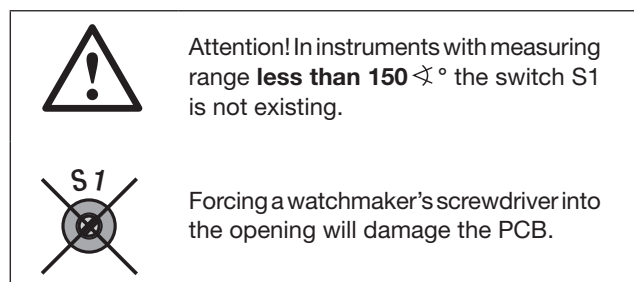 Attention! In instruments with measuring
range less than 150 ∢° the switch S1
is not existing.
S1
Forcing a watchmaker's screwdriver into
the opening will damage the PCB.